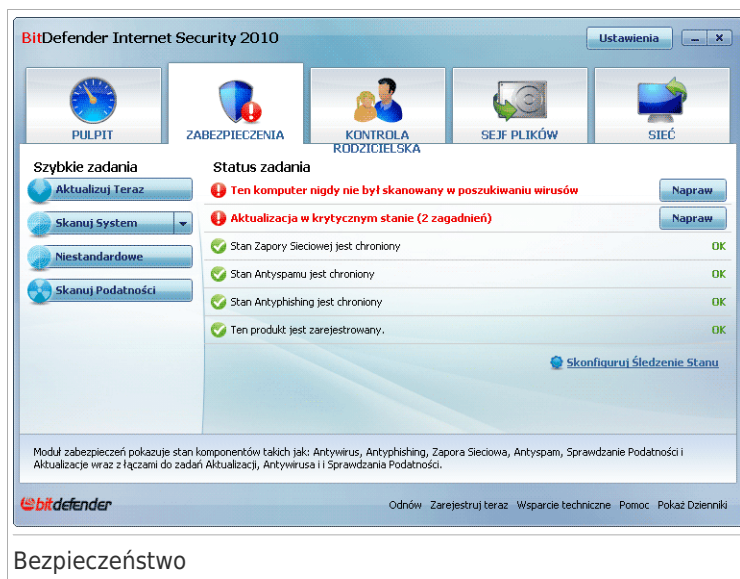 BitDefender Internet Security 2010
Ustawienia
PULPIT
ZABEZPIECZENIA
KONTROLA
RODZICIELSKA
SEJF PLIKÓW
SIEĆ
Szybkie zadania
Aktualizuj Teraz
Skanuj System
Niestandardowe
Skanuj Podatności
Status zadania
Ten komputer nigdy nie był skanowany w poszukiwaniu wirusów
Napraw
Aktualizacja w krytycznym stanie (2 zagadnień)
Napraw
Stan Zapory Sieciowej jest chroniony
OK
Stan Antyspamu jest chroniony
OK
Stan Antyphishing jest chroniony
OK
Ten produkt jest zarejestrowany.
OK
Skonfiguruj Śledzenie Stanu
Moduł zabezpieczeń pokazuje stan komponentów takich jak: Antywirus, Antyphishing, Zapora Sieciowa, Antyspam, Sprawdzanie Podatności i
Aktualizacje wraz z łączami do zadań Aktualizacji, Antywirusa i i Sprawdzania Podatności.
bitdefender
Odnów Zarejestruj teraz Wsparcie techniczne Pomoc Pokaż Dzienniki
Bezpieczeństwo